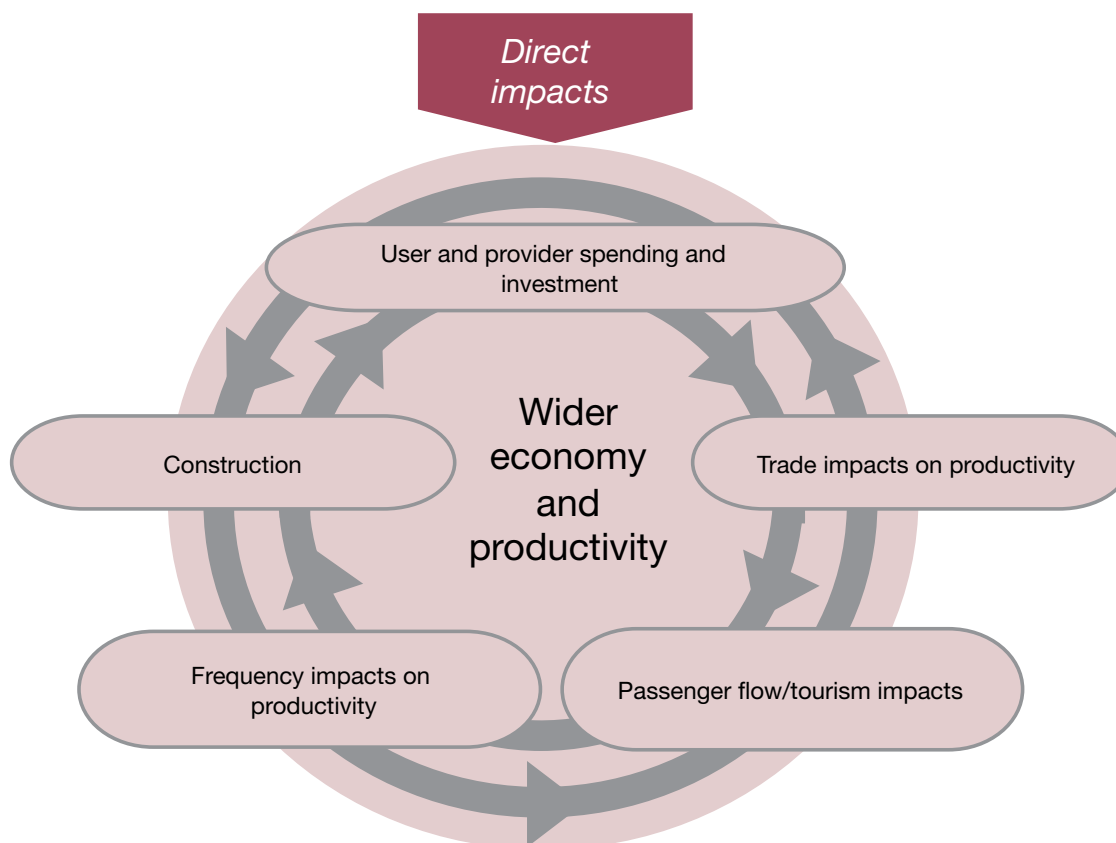 Direct
impacts
User and provider spending and
investment
Wider
economy
and
productivity
Construction
Trade impacts on productivity
Frequency impacts on
productivity
Passenger flow/tourism impacts